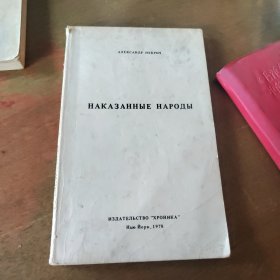 АЛЕКСАНДР НЕКРИЧ
НАКАЗАННЫЕ НАРОДЫ
ИЗДАТЕЛЬСТВО "ХРОНИКА"
Нью Йорк, 1978